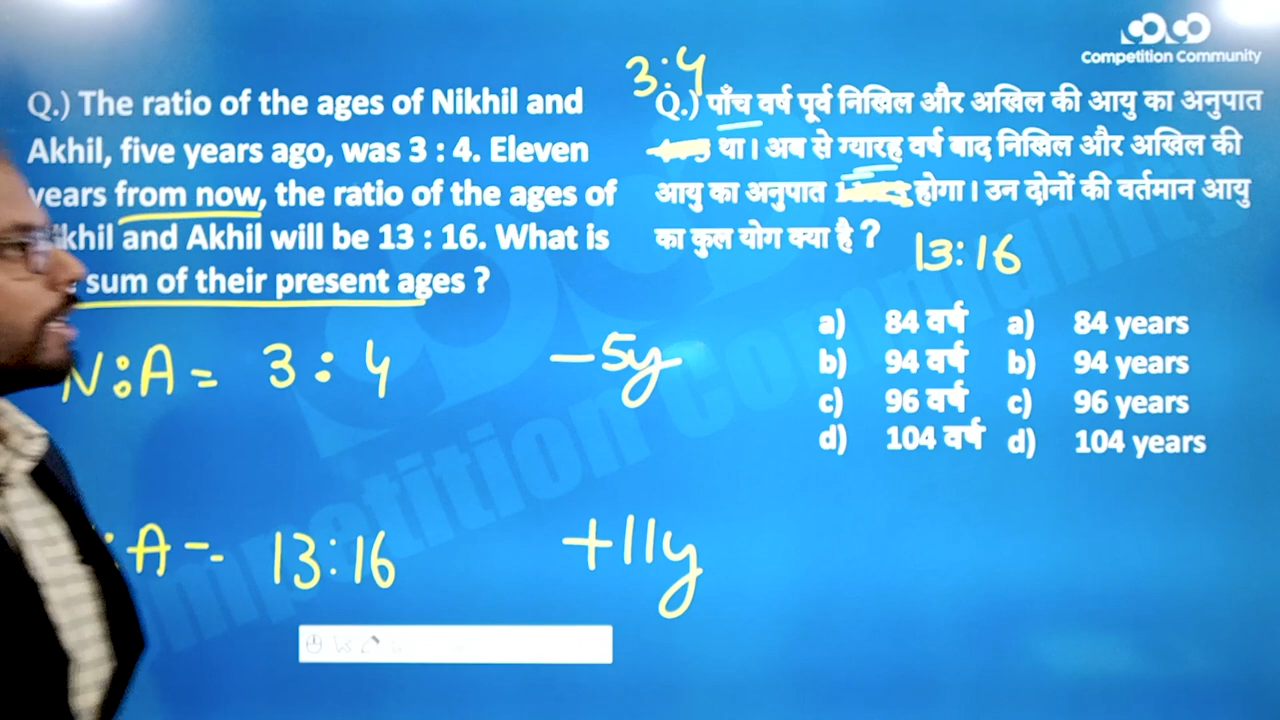 Competition Community
Q.) The ratio of the ages of Nikhil and
Akhil, five years ago, was 3 : 4. Eleven
years from now, the ratio of the ages of
and Akhil will be 13 : 16. What is
sum of their present ages ?
3:4
Q.) पाँच वर्ष पूर्व निखिल और अखिल की आयु का अनुपात
था। अब से ग्यारह वर्ष बाद निखिल और अखिल की
आयु का अनुपात होगा। उन दोनों की वर्तमान आयु
का कुल योग क्या है ?
13:16
a) 84 वर्ष a) 84 years
b) 94 वर्ष b) 94 years
c) 96 वर्ष c) 96 years
d) 104 वर्ष d) 104 years
N:A = 3 : 4 -5y
:A = 13:16 +11y